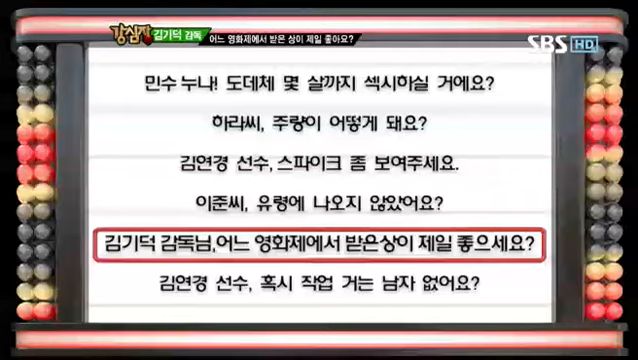 강심장 김기덕 감독 어느 영화제에서 받은 상이 제일 좋아요?
SBS HD
민수 누나! 도데체 몇 살까지 섹시하실 거에요?
하라씨, 주량이 어떻게 돼요?
김연경 선수, 스파이크 좀 보여주세요.
이준씨, 유령에 나오지 않았어요?
김기덕 감독님,어느 영화제에서 받은상이 제일 좋으세요?
김연경 선수, 혹시 작업 거는 남자 없어요?